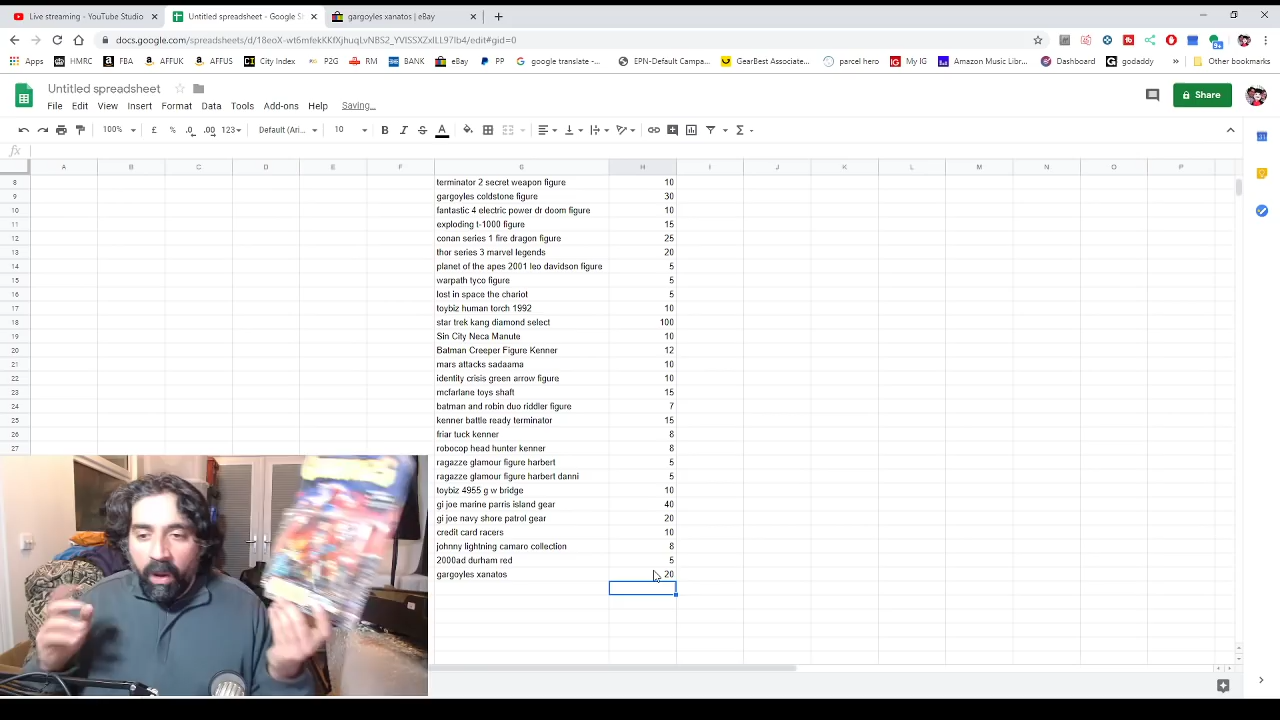 Live streaming - YouTube Studio
Untitled spreadsheet - Google S
gargoyles xanatos | eBay
docs.google.com/spreadsheets/d/18eoX-wt6mfekKKfXjhuqLvNBS2_YVISSXZxILL97Ib4/edit#gid=0
Apps HMRC FBA AFFUK AFFUS City Index P2G RM BANK eBay PP google translate -... EPN-Default Campa... GearBest Associate... parcel hero My IG Amazon Music Libr... Dashboard godaddy » Other bookmarks
Untitled spreadsheet
Share
File Edit View Insert Format Data Tools Add-ons Help Saving...
100% £ % .0 .00 123 Default (Ari... 10 B I S A
fx
A B C D E F G H I J K L M N O P
8 terminator 2 secret weapon figure 10
9 gargoyles coldstone figure 30
10 fantastic 4 electric power dr doom figure 10
11 exploding t-1000 figure 15
12 conan series 1 fire dragon figure 25
13 thor series 3 marvel legends 20
14 planet of the apes 2001 leo davidson figure 5
15 warpath tyco figure 5
16 lost in space the chariot 5
17 toybiz human torch 1992 10
18 star trek kang diamond select 100
19 Sin City Neca Manute 10
20 Batman Creeper Figure Kenner 12
21 mars attacks sadaama 10
22 identity crisis green arrow figure 10
23 mcfarlane toys shaft 15
24 batman and robin duo riddler figure 7
25 kenner battle ready terminator 15
26 friar tuck kenner 8
27 robocop head hunter kenner 8
ragazze glamour figure harbert 5
ragazze glamour figure harbert danni 5
toybiz 4955 g w bridge 10
gi joe marine parris island gear 40
gi joe navy shore patrol gear 20
credit card racers 10
johnny lightning camaro collection 8
2000ad durham red 5
gargoyles xanatos 20